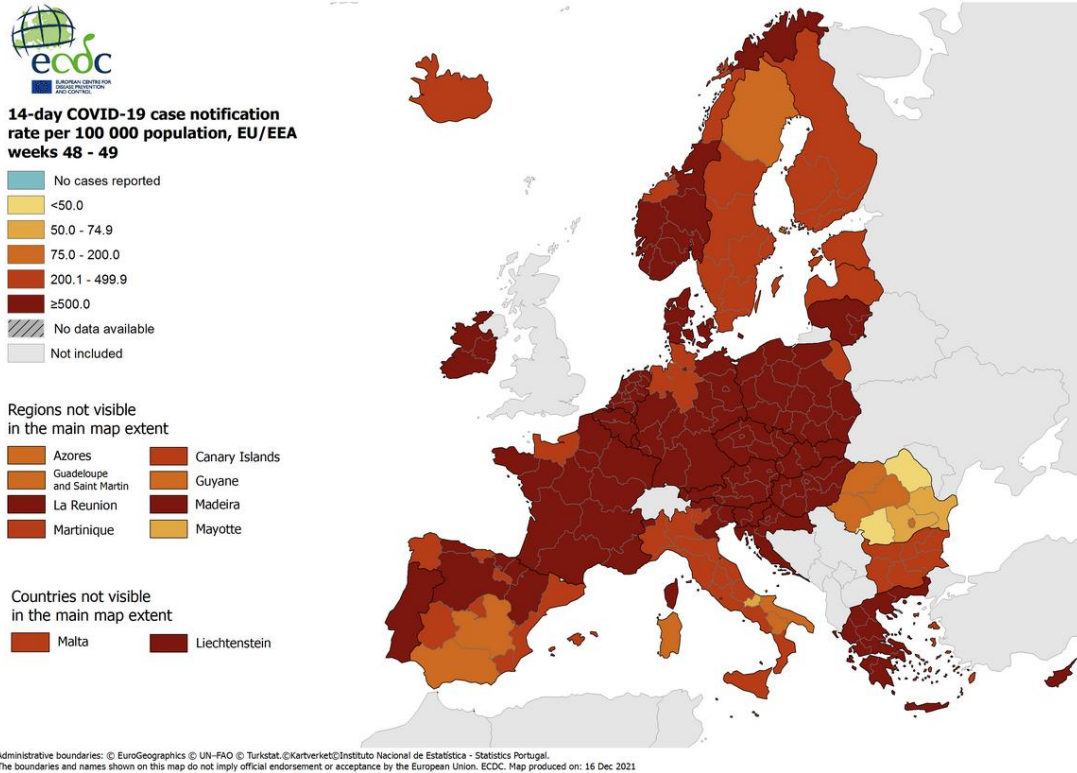 ecdc
EUROPEAN CENTRE FOR
DISEASE PREVENTION
AND CONTROL
14-day COVID-19 case notification
rate per 100 000 population, EU/EEA
weeks 48 - 49
No cases reported
<50.0
50.0 - 74.9
75.0 - 200.0
200.1 - 499.9
≥500.0
No data available
Not included
Regions not visible
in the main map extent
Azores
Canary Islands
Guadeloupe
and Saint Martin
Guyane
La Reunion
Madeira
Martinique
Mayotte
Countries not visible
in the main map extent
Malta
Liechtenstein
Administrative boundaries: © EuroGeographics © UN–FAO © Turkstat.©Kartverket©Instituto Nacional de Estatística - Statistics Portugal.
The boundaries and names shown on this map do not imply official endorsement or acceptance by the European Union. ECDC. Map produced on: 16 Dec 2021